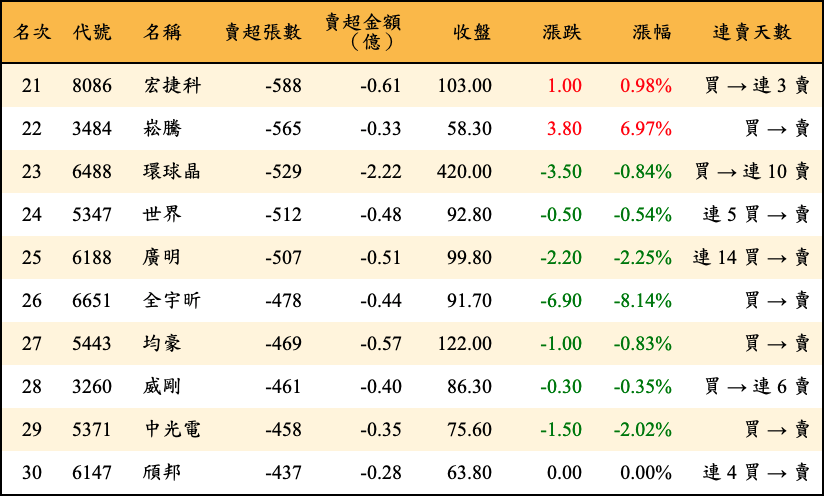 名次 代號 名稱 賣超張數 賣超金額（億） 收盤 漲跌 漲幅 連賣天數
21 8086 宏捷科 -588 -0.61 103.00 1.00 0.98% 買 → 連 3 賣
22 3484 崧騰 -565 -0.33 58.30 3.80 6.97% 買 → 賣
23 6488 環球晶 -529 -2.22 420.00 -3.50 -0.84% 買 → 連 10 賣
24 5347 世界 -512 -0.48 92.80 -0.50 -0.54% 連 5 買 → 賣
25 6188 廣明 -507 -0.51 99.80 -2.20 -2.25% 連 14 買 → 賣
26 6651 全宇昕 -478 -0.44 91.70 -6.90 -8.14% 買 → 賣
27 5443 均豪 -469 -0.57 122.00 -1.00 -0.83% 買 → 賣
28 3260 威剛 -461 -0.40 86.30 -0.30 -0.35% 買 → 連 6 賣
29 5371 中光電 -458 -0.35 75.60 -1.50 -2.02% 買 → 賣
30 6147 頎邦 -437 -0.28 63.80 0.00 0.00% 連 4 買 → 賣